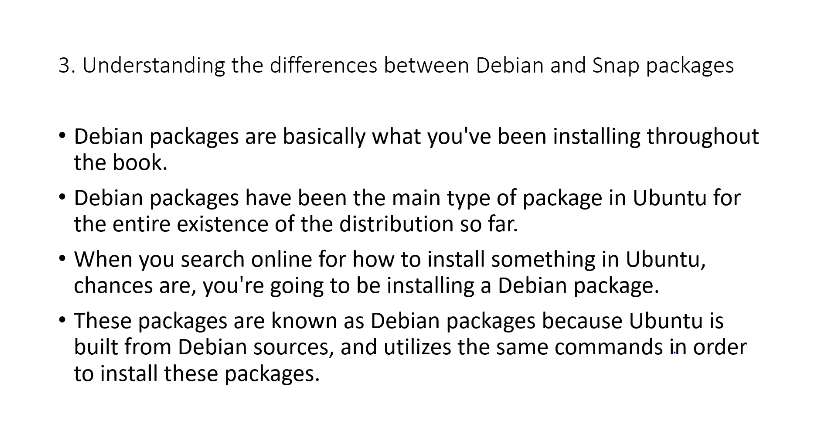 3. Understanding the differences between Debian and Snap packages
• Debian packages are basically what you've been installing throughout
the book.
• Debian packages have been the main type of package in Ubuntu for
the entire existence of the distribution so far.
• When you search online for how to install something in Ubuntu,
chances are, you're going to be installing a Debian package.
• These packages are known as Debian packages because Ubuntu is
built from Debian sources, and utilizes the same commands in order
to install these packages.